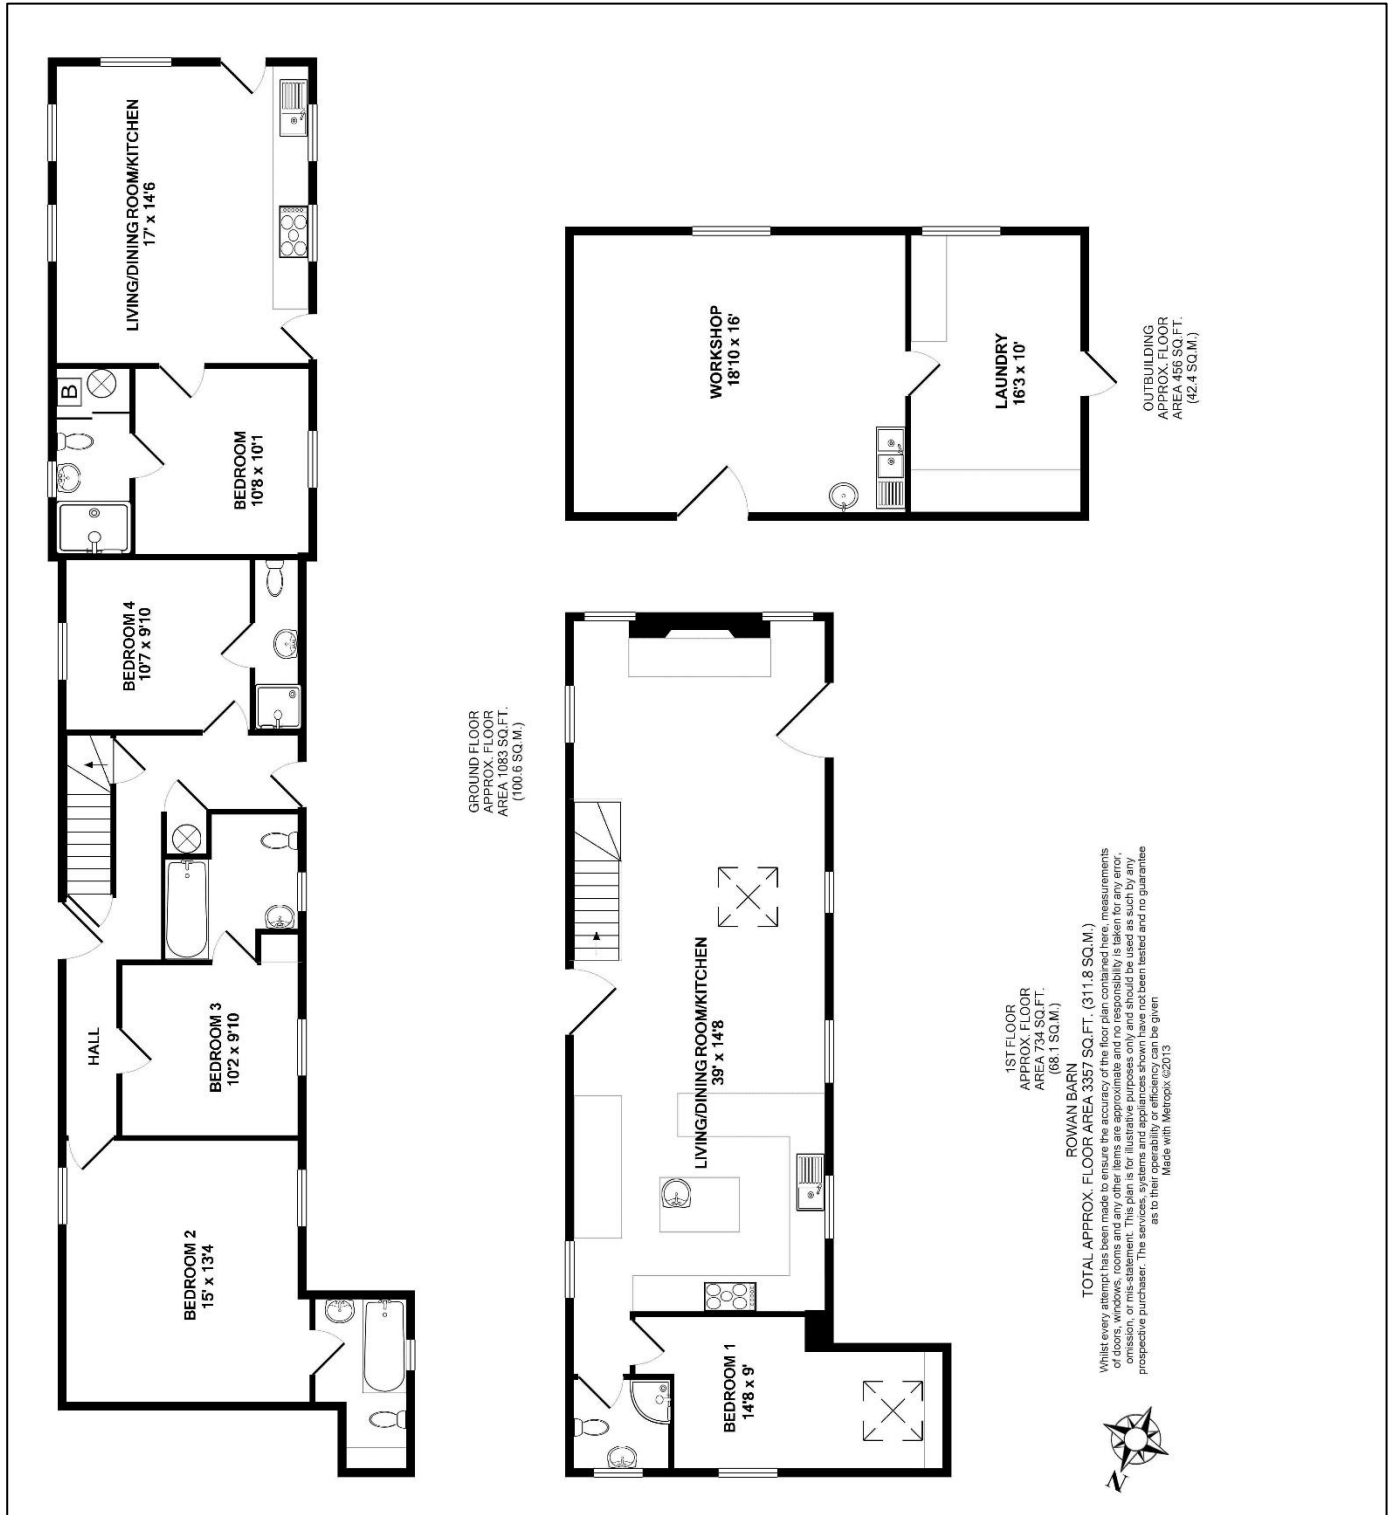 LIVING/DINING ROOM/KITCHEN
17' x 14'6
B
BEDROOM
10'8 x 10'1
BEDROOM 4
10'7 x 9'10
HALL
BEDROOM 3
10'2 x 9'10
BEDROOM 2
15' x 13'4
GROUND FLOOR
APPROX. FLOOR
AREA 1083 SQ.FT.
(100.6 SQ.M.)
WORKSHOP
18'10 x 16'
LAUNDRY
16'3 x 10'
OUTBUILDING
APPROX. FLOOR
AREA 456 SQ.FT.
(42.4 SQ.M.)
LIVING/DINING ROOM/KITCHEN
39' x 14'8
BEDROOM 1
14'8 x 9'
1ST FLOOR
APPROX. FLOOR
AREA 734 SQ.FT.
(68.1 SQ.M.)
ROWAN BARN
TOTAL APPROX. FLOOR AREA 3357 SQ.FT. (311.8 SQ.M.)
Whilst every attempt has been made to ensure the accuracy of the floor plan contained here, measurements
of doors, windows, rooms and any other items are approximate and no responsibility is taken for any error,
omission, or mis-statement. This plan is for illustrative purposes only and should be used as such by any
prospective purchaser. The services, systems and appliances shown have not been tested and no guarantee
as to their operability or efficiency can be given
Made with Metropix ©2013
N